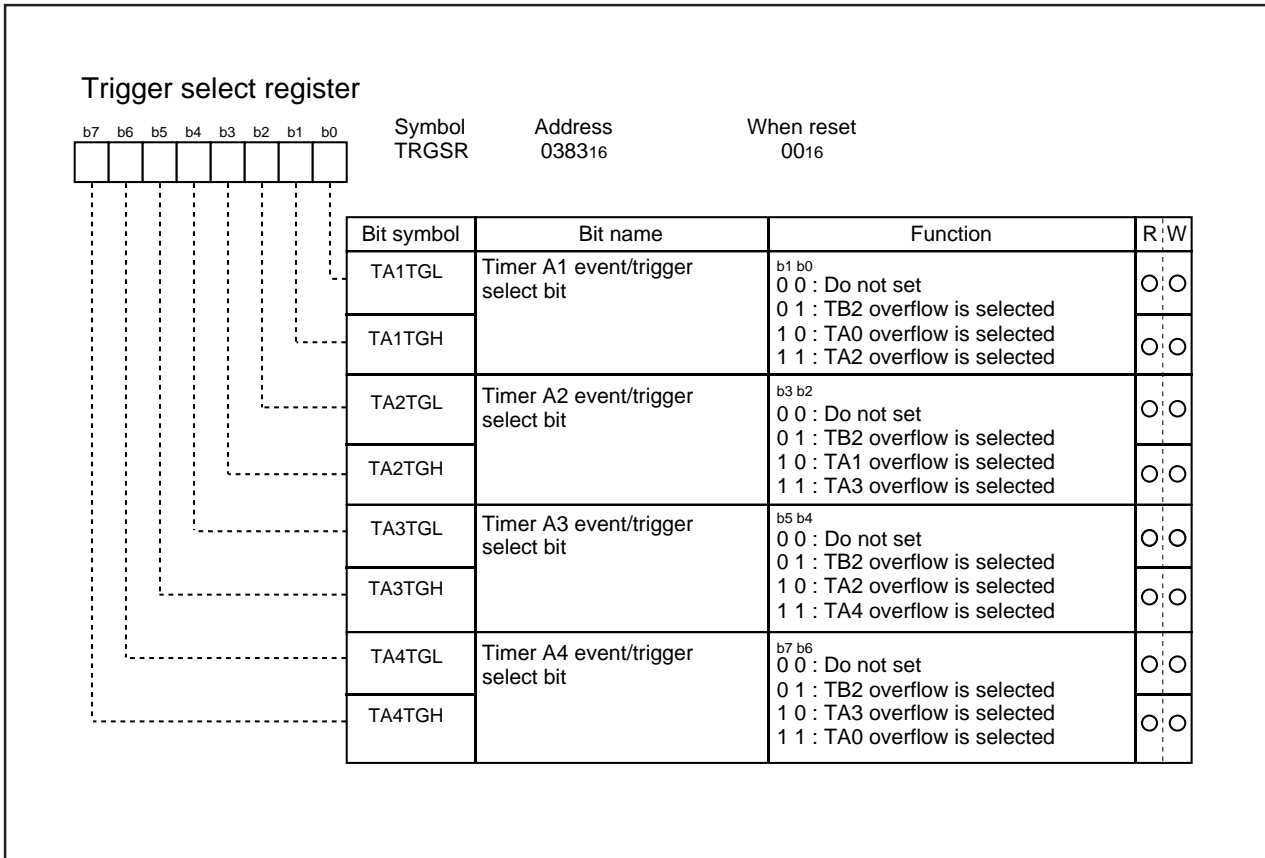 Trigger select register
b7 b6 b5 b4 b3 b2 b1 b0
Symbol Address When reset
TRGSR 038316 0016
Bit symbol Bit name Function R W
TA1TGL
TA1TGH
Timer A1 event/trigger
select bit
b1 b0
0 0 : Do not set
0 1 : TB2 overflow is selected
1 0 : TA0 overflow is selected
1 1 : TA2 overflow is selected
TA2TGL
TA2TGH
Timer A2 event/trigger
select bit
b3 b2
0 0 : Do not set
0 1 : TB2 overflow is selected
1 0 : TA1 overflow is selected
1 1 : TA3 overflow is selected
TA3TGL
TA3TGH
Timer A3 event/trigger
select bit
b5 b4
0 0 : Do not set
0 1 : TB2 overflow is selected
1 0 : TA2 overflow is selected
1 1 : TA4 overflow is selected
TA4TGL
TA4TGH
Timer A4 event/trigger
select bit
b7 b6
0 0 : Do not set
0 1 : TB2 overflow is selected
1 0 : TA3 overflow is selected
1 1 : TA0 overflow is selected